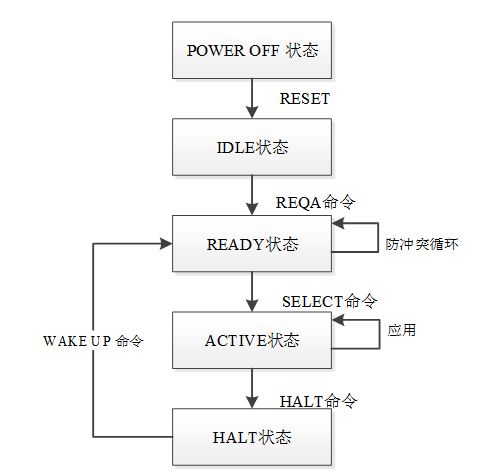 POWER OFF 状态
RESET
IDLE状态
REQA命令
READY状态
防冲突循环
SELECT命令
ACTIVE状态
应用
WAKE UP 命令
HALT命令
HALT状态